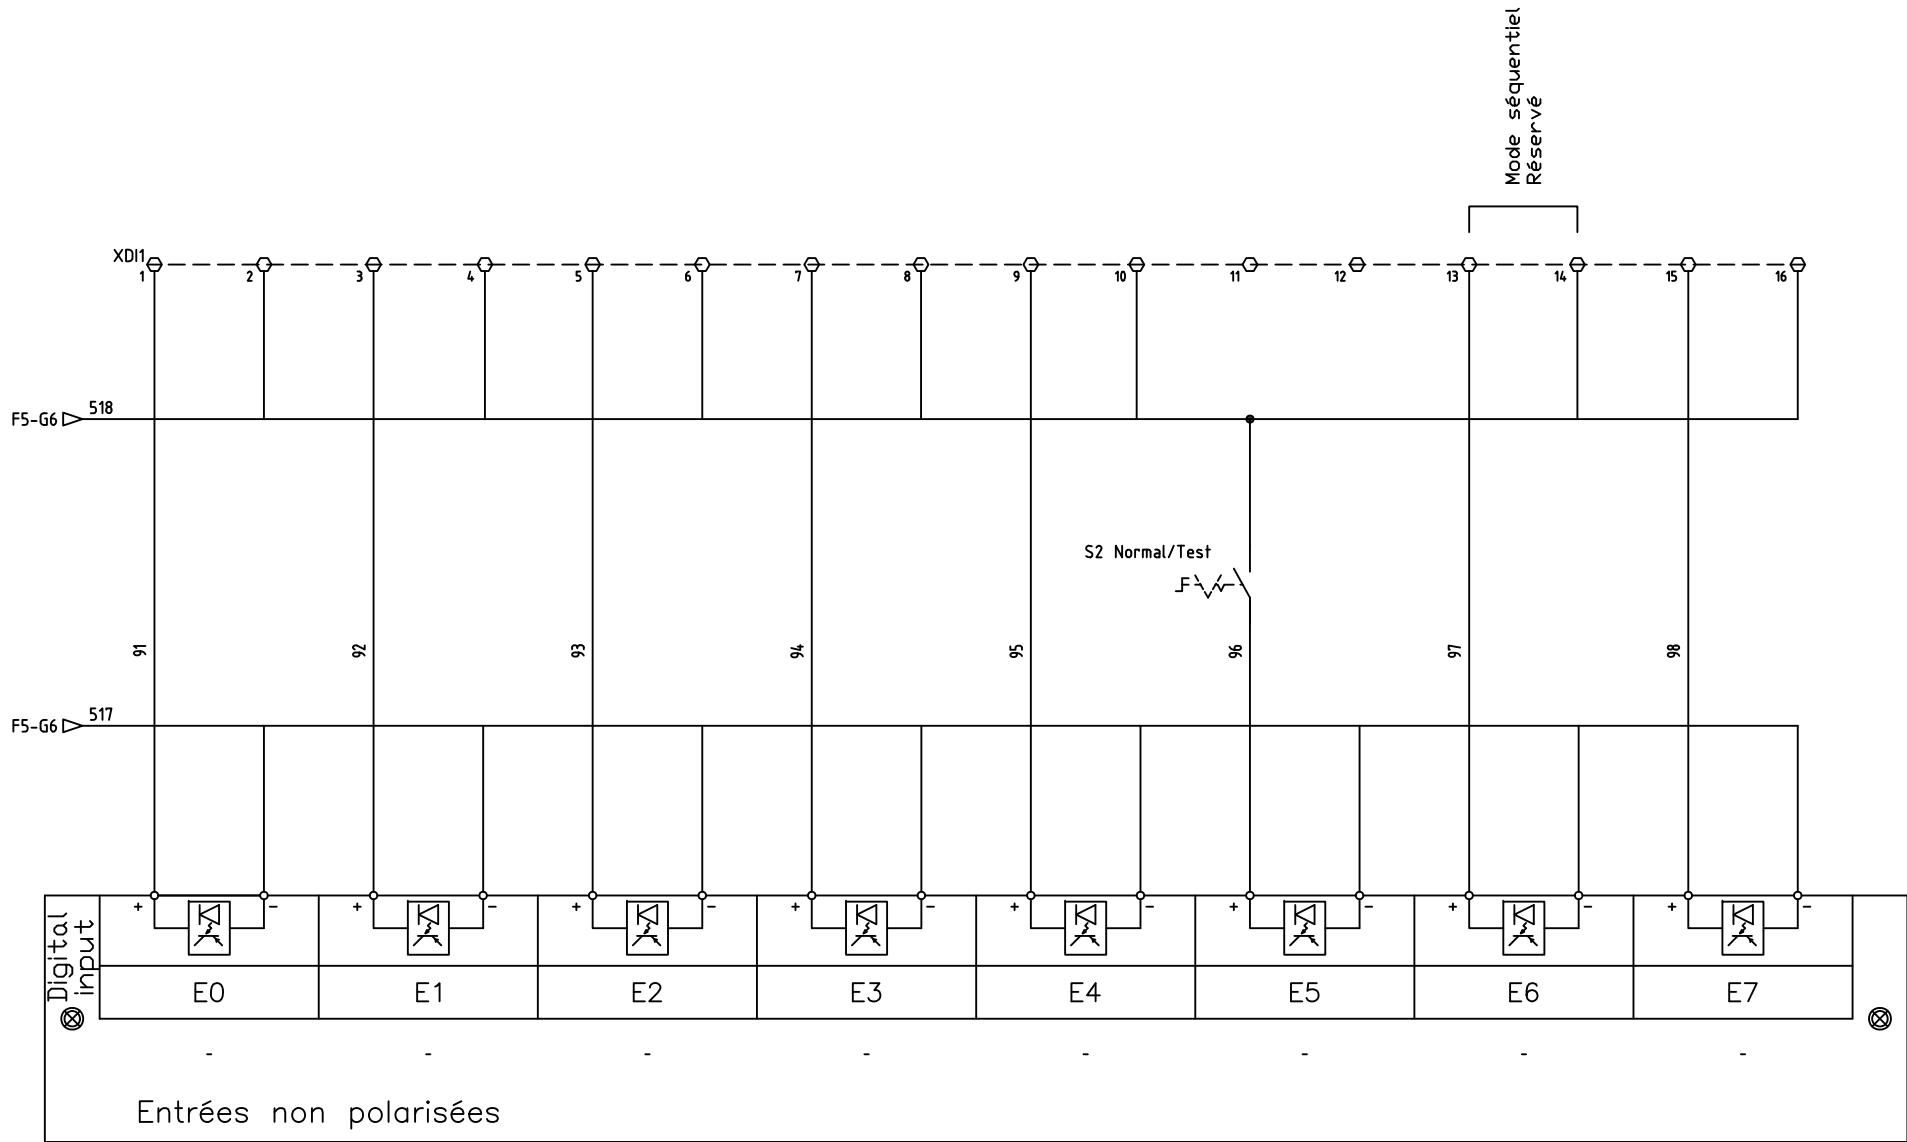 Mode séquentiel
Réservé
XDI1
1 2 3 4 5 6 7 8 9 10 11 12 13 14 15 16
F5-G6 518
S2 Normal/Test
91 92 93 94 95 96 97 98
F5-G6 517
+ - + - + - + - + - + - + - + -
Digital
input
E0 E1 E2 E3 E4 E5 E6 E7
- - - - - - - -
Entrées non polarisées